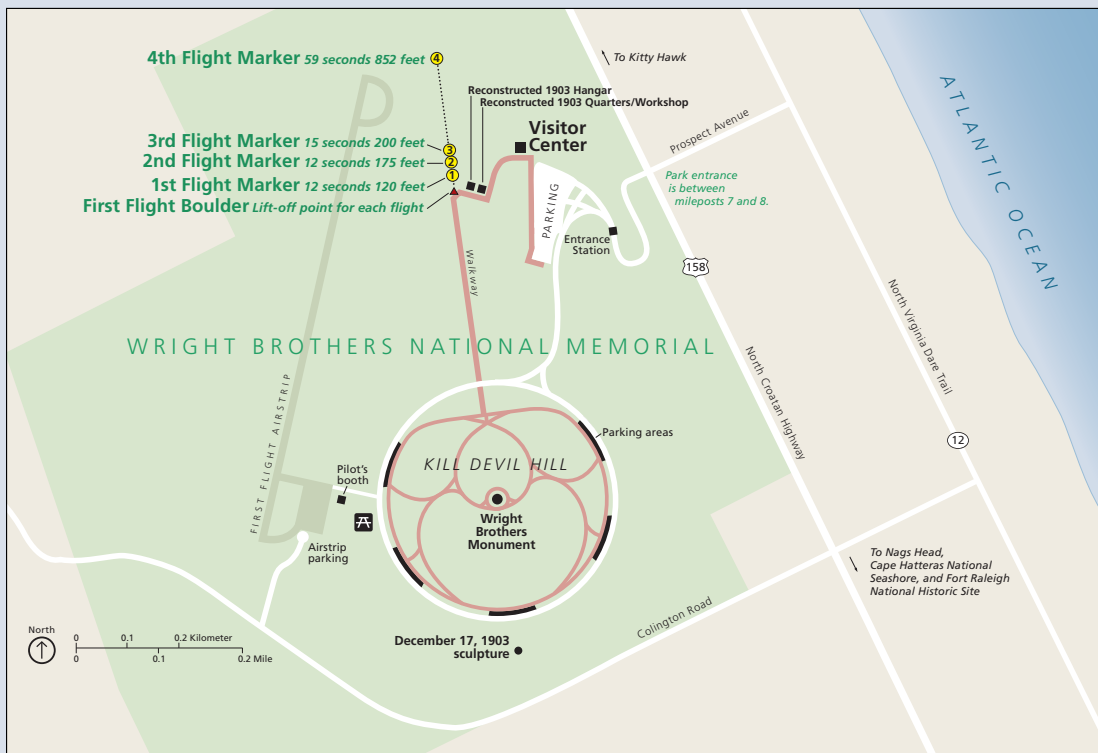 4th Flight Marker 59 seconds 852 feet
4
To Kitty Hawk
Reconstructed 1903 Hangar
Reconstructed 1903 Quarters/Workshop
Visitor
Center
3rd Flight Marker 15 seconds 200 feet
3
2nd Flight Marker 12 seconds 175 feet
2
1st Flight Marker 12 seconds 120 feet
1
First Flight Boulder Lift-off point for each flight
Prospect Avenue
Park entrance
is between
mileposts 7 and 8.
PARKING
Entrance
Station
Walkway
158
ATLANTIC OCEAN
North Virginia Dare Trail
WRIGHT BROTHERS NATIONAL MEMORIAL
North Croatan Highway
FIRST FLIGHT AIRSTRIP
Parking areas
12
KILL DEVIL HILL
Pilot's
booth
Wright
Brothers
Monument
Airstrip
parking
To Nags Head,
Cape Hatteras National
Seashore, and Fort Raleigh
National Historic Site
Colington Road
December 17, 1903
sculpture
North
0 0.1 0.2 Kilometer
0 0.1 0.2 Mile